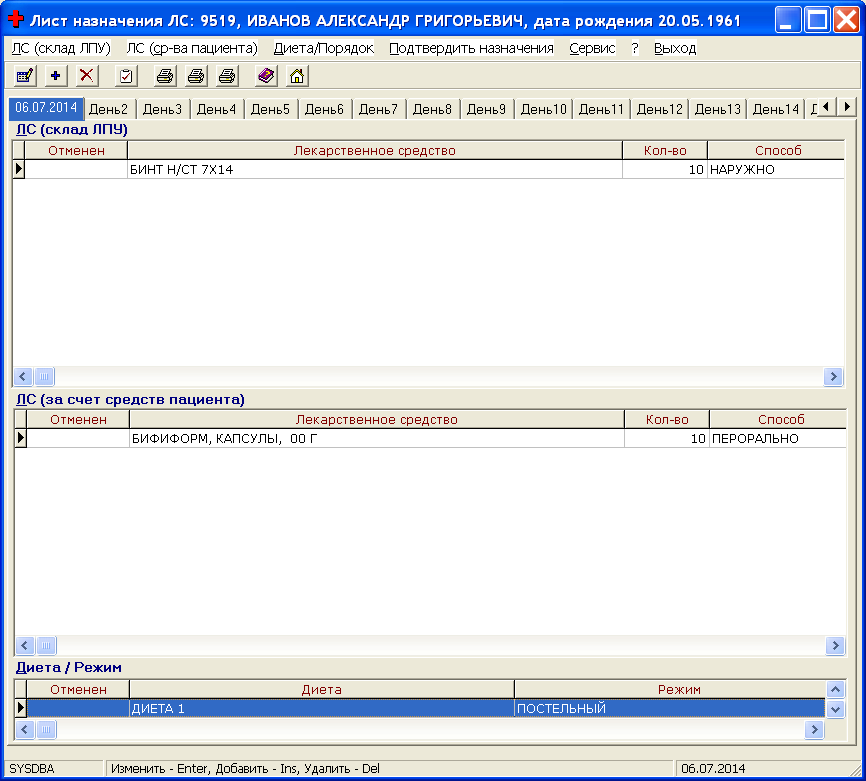 Лист назначения ЛС: 9519, ИВАНОВ АЛЕКСАНДР ГРИГОРЬЕВИЧ, дата рождения 20.05.1961
ЛС (склад ЛПУ) ЛС (ср-ва пациента) Диета/Порядок Подтвердить назначения Сервис ? Выход
06.07.2014 День2 День3 День4 День5 День6 День7 День8 День9 День10 День11 День12 День13 День14
ЛС (склад ЛПУ)
Отменен Лекарственное средство Кол-во Способ
БИНТ Н/СТ 7X14 10 НАРУЖНО
ЛС (за счет средств пациента)
Отменен Лекарственное средство Кол-во Способ
БИФИФОРМ, КАПСУЛЫ, 00 Г 10 ПЕРОРАЛЬНО
Диета / Режим
Отменен Диета Режим
ДИЕТА 1 ПОСТЕЛЬНЫЙ
SYSDBA Изменить - Enter, Добавить - Ins, Удалить - Del 06.07.2014